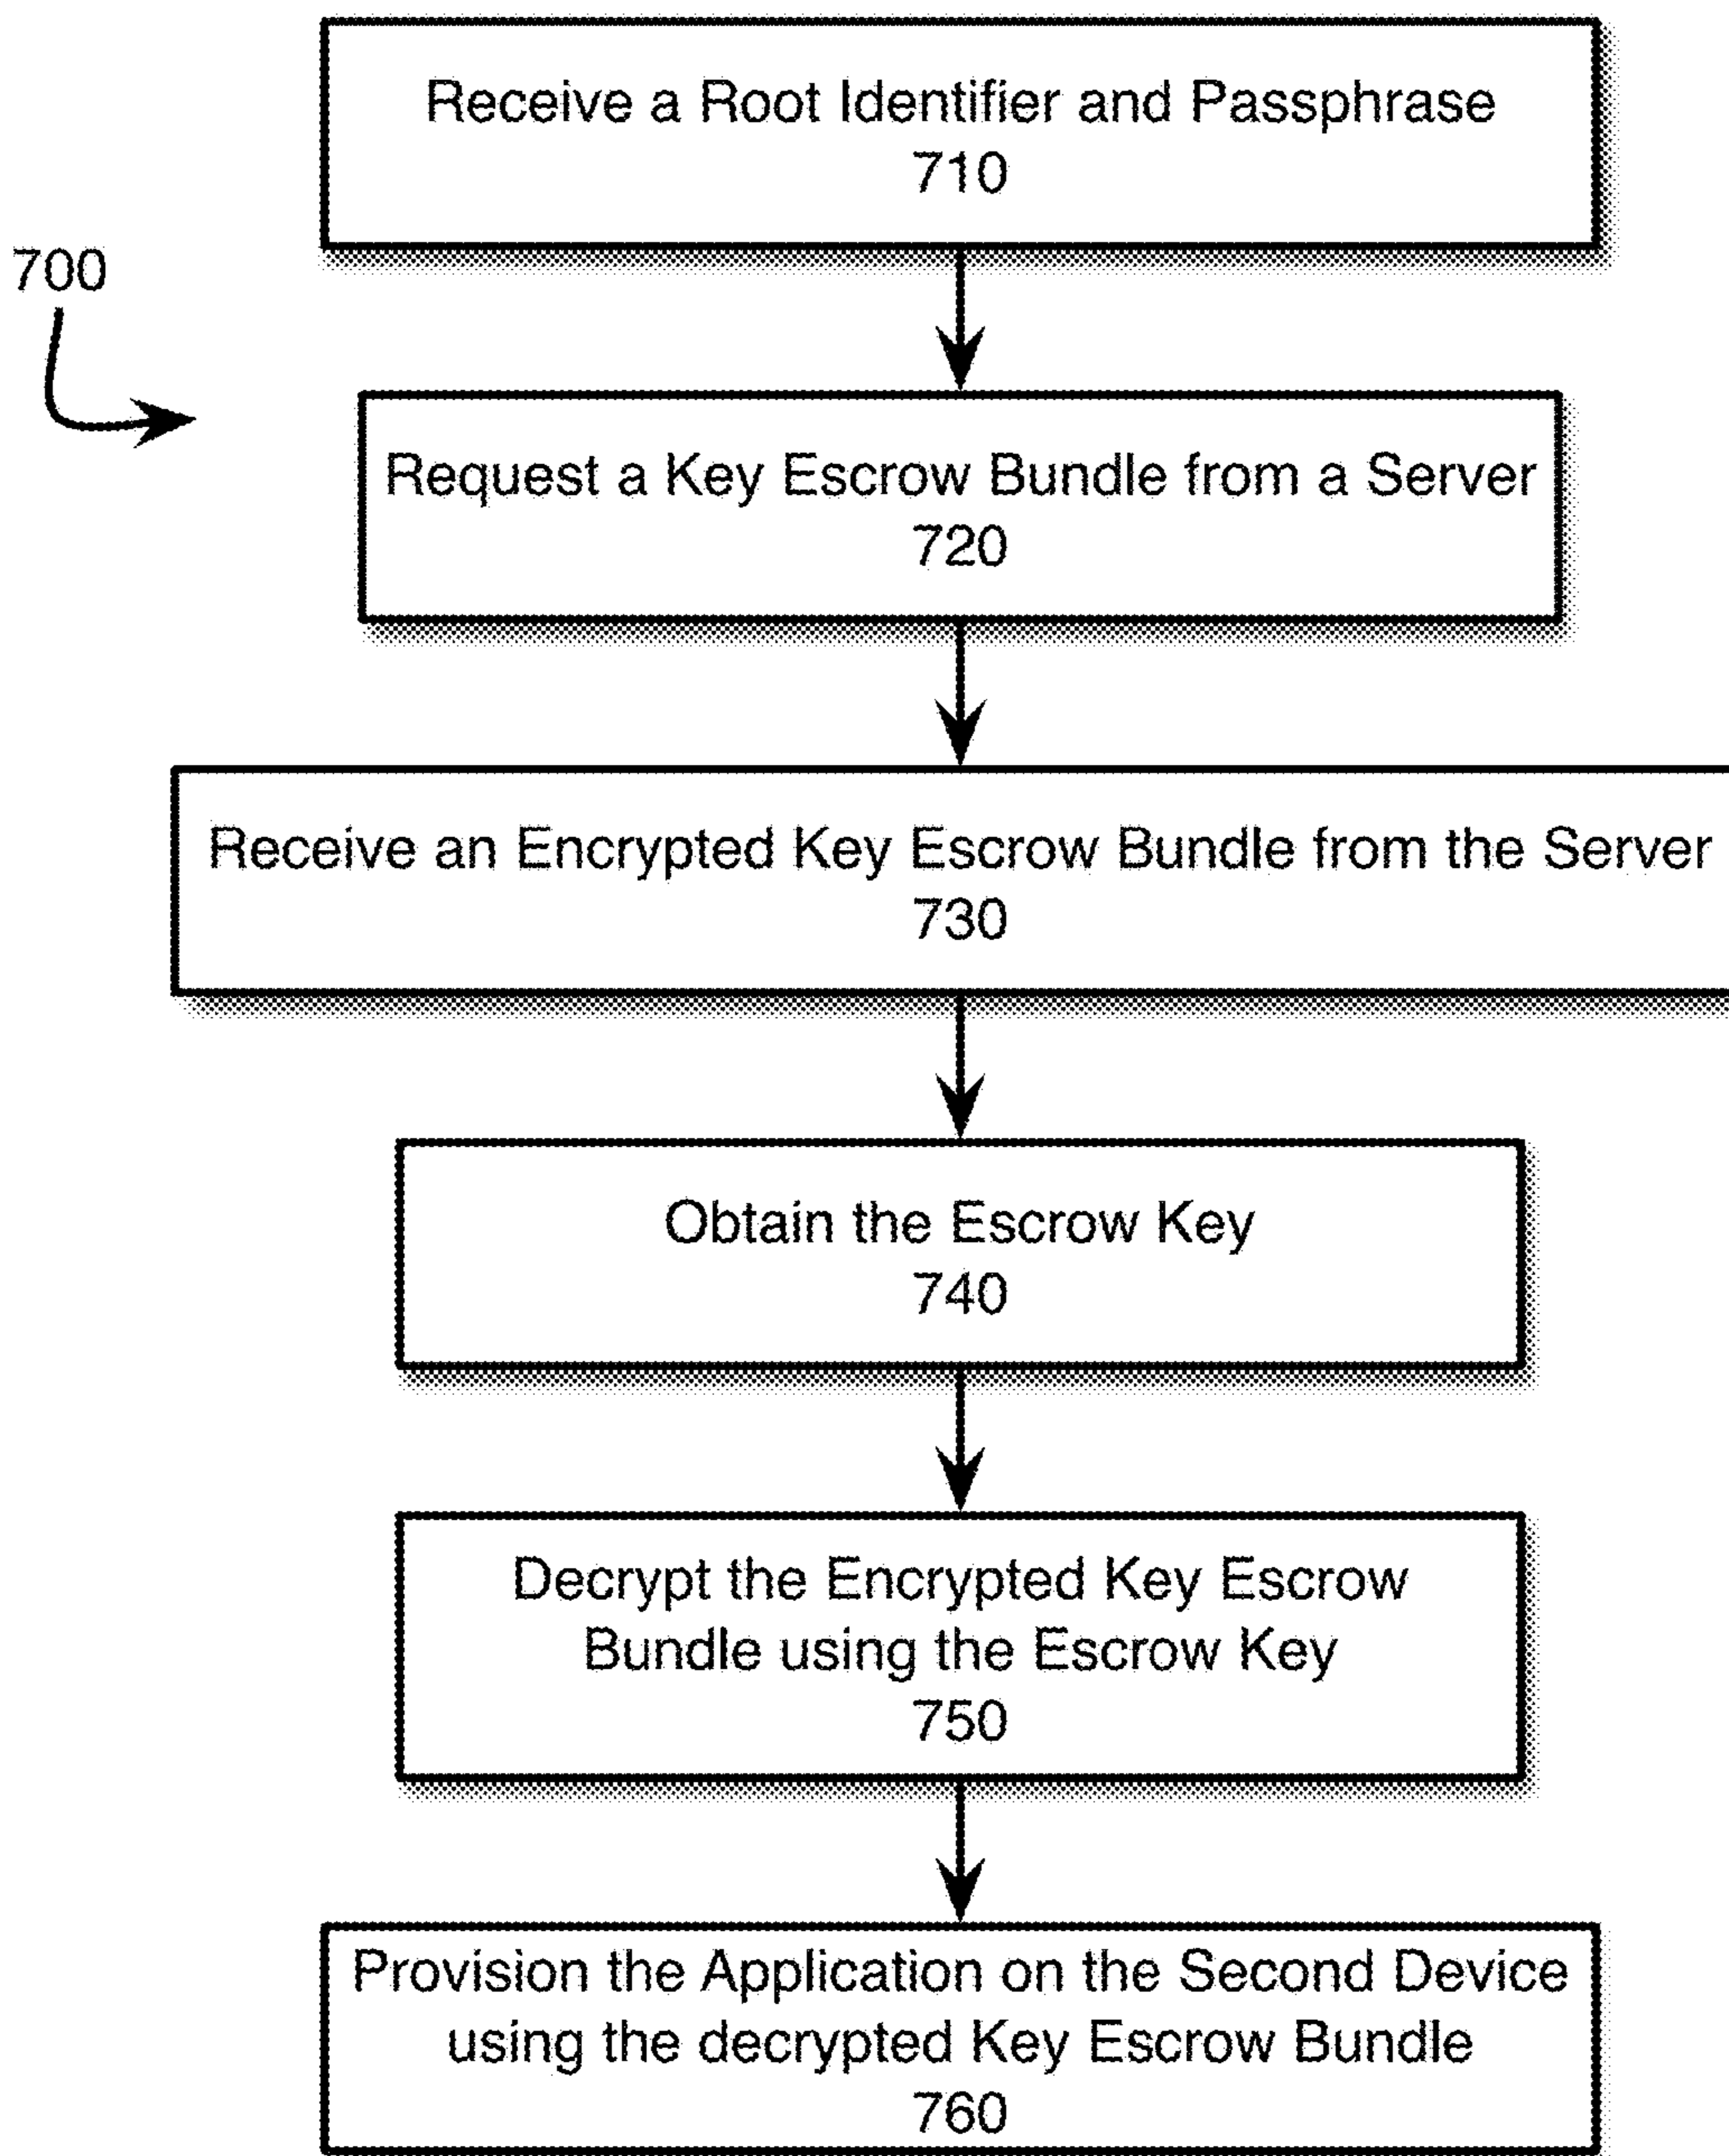 Receive a Root Identifier and Passphrase
710
700
Request a Key Escrow Bundle from a Server
720
Receive an Encrypted Key Escrow Bundle from the Server
730
Obtain the Escrow Key
740
Decrypt the Encrypted Key Escrow
Bundle using the Escrow Key
750
Provision the Application on the Second Device
using the decrypted Key Escrow Bundle
760